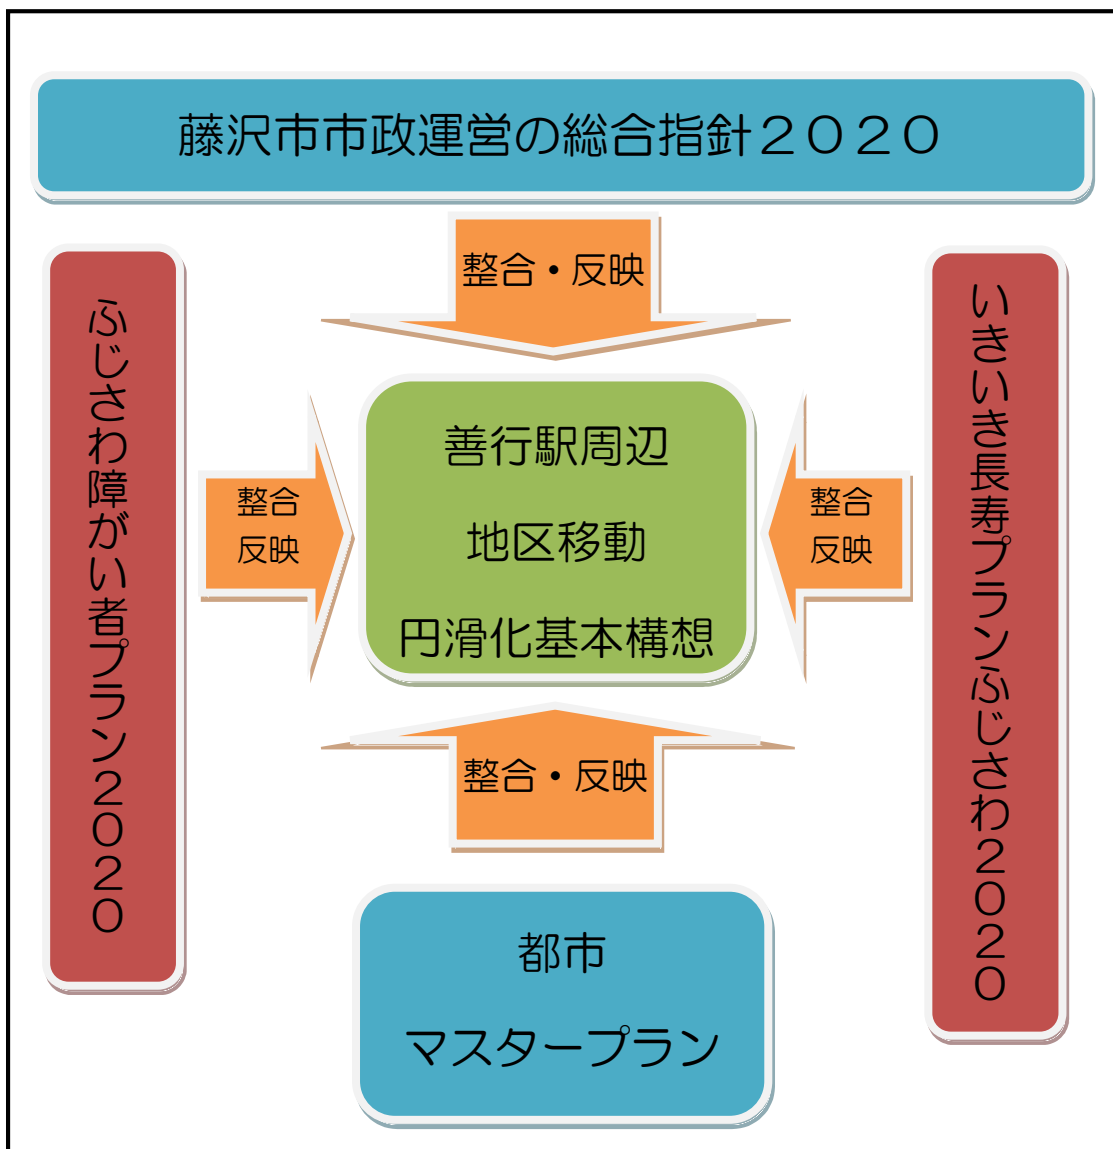 藤沢市市政運営の総合指針２０２０
整合・反映
ふじさわ障がい者プラン２０２０
整合
反映
善行駅周辺
地区移動
円滑化基本構想
整合
反映
いきいき長寿プランふじさわ２０２０
整合・反映
都市
マスタープラン